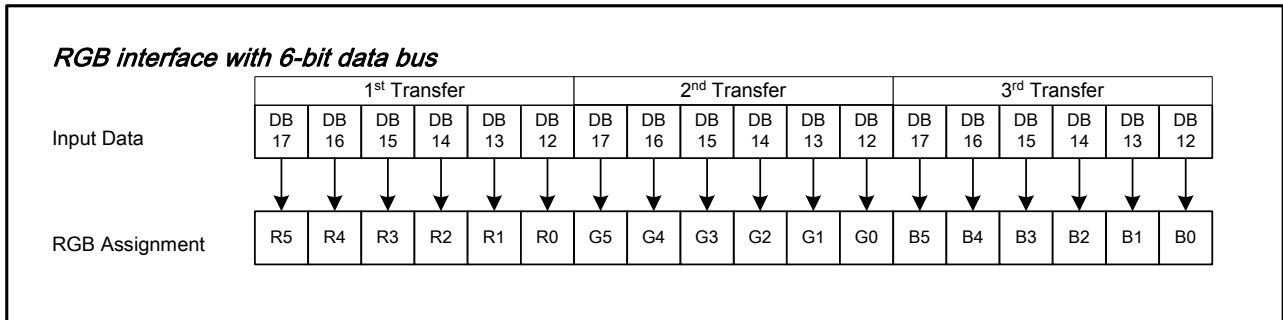 RGB interface with 6-bit data bus
1st Transfer 2nd Transfer 3rd Transfer
Input Data DB 17 DB 16 DB 15 DB 14 DB 13 DB 12 DB 17 DB 16 DB 15 DB 14 DB 13 DB 12 DB 17 DB 16 DB 15 DB 14 DB 13 DB 12
RGB Assignment R5 R4 R3 R2 R1 R0 G5 G4 G3 G2 G1 G0 B5 B4 B3 B2 B1 B0